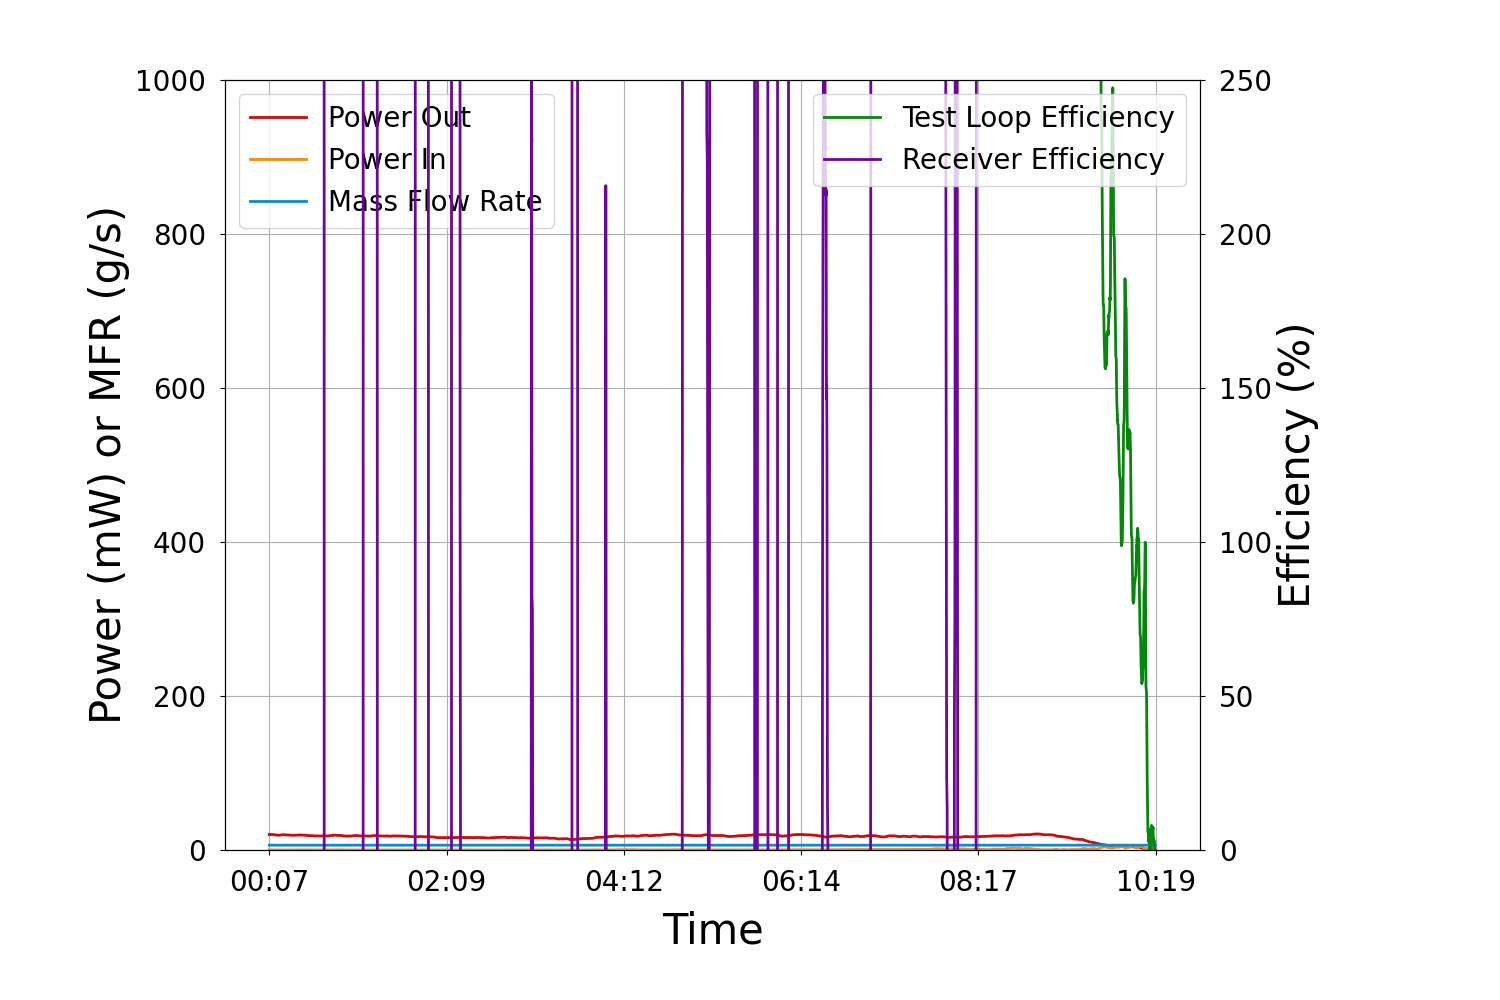 1000
800
600
400
200
0
Power (mW) or MFR (g/s)
Power Out
Power In
Mass Flow Rate
Test Loop Efficiency
Receiver Efficiency
250
200
150
100
50
0
Efficiency (%)
00:07 02:09 04:12 06:14 08:17 10:19
Time